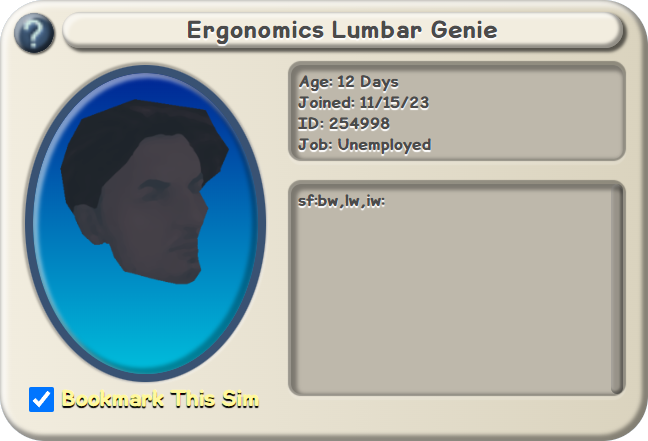 ?
Ergonomics Lumbar Genie
Age: 12 Days
Joined: 11/15/23
ID: 254998
Job: Unemployed
sf:bw,lw,iw:
Bookmark This Sim